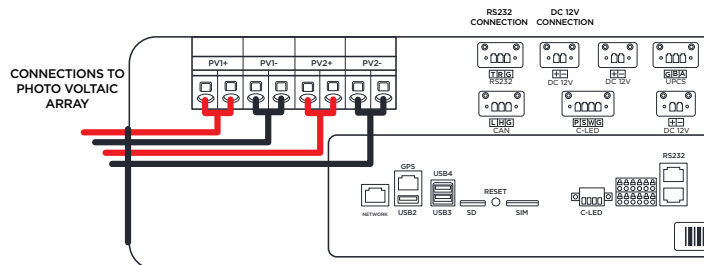 RS232
CONNECTION
DC 12V
CONNECTION
CONNECTIONS TO
PHOTO VOLTAIC
ARRAY
PV1+ PV1- PV2+ PV2-
T R G
RS232
+ −
DC 12V
+ −
DC 12V
G B A
UPCS
L H G
CAN
P S W G
C-LED
+ −
DC 12V
NETWORK
GPS
USB2
USB4
USB3
SD
RESET
SIM
C-LED
RS232